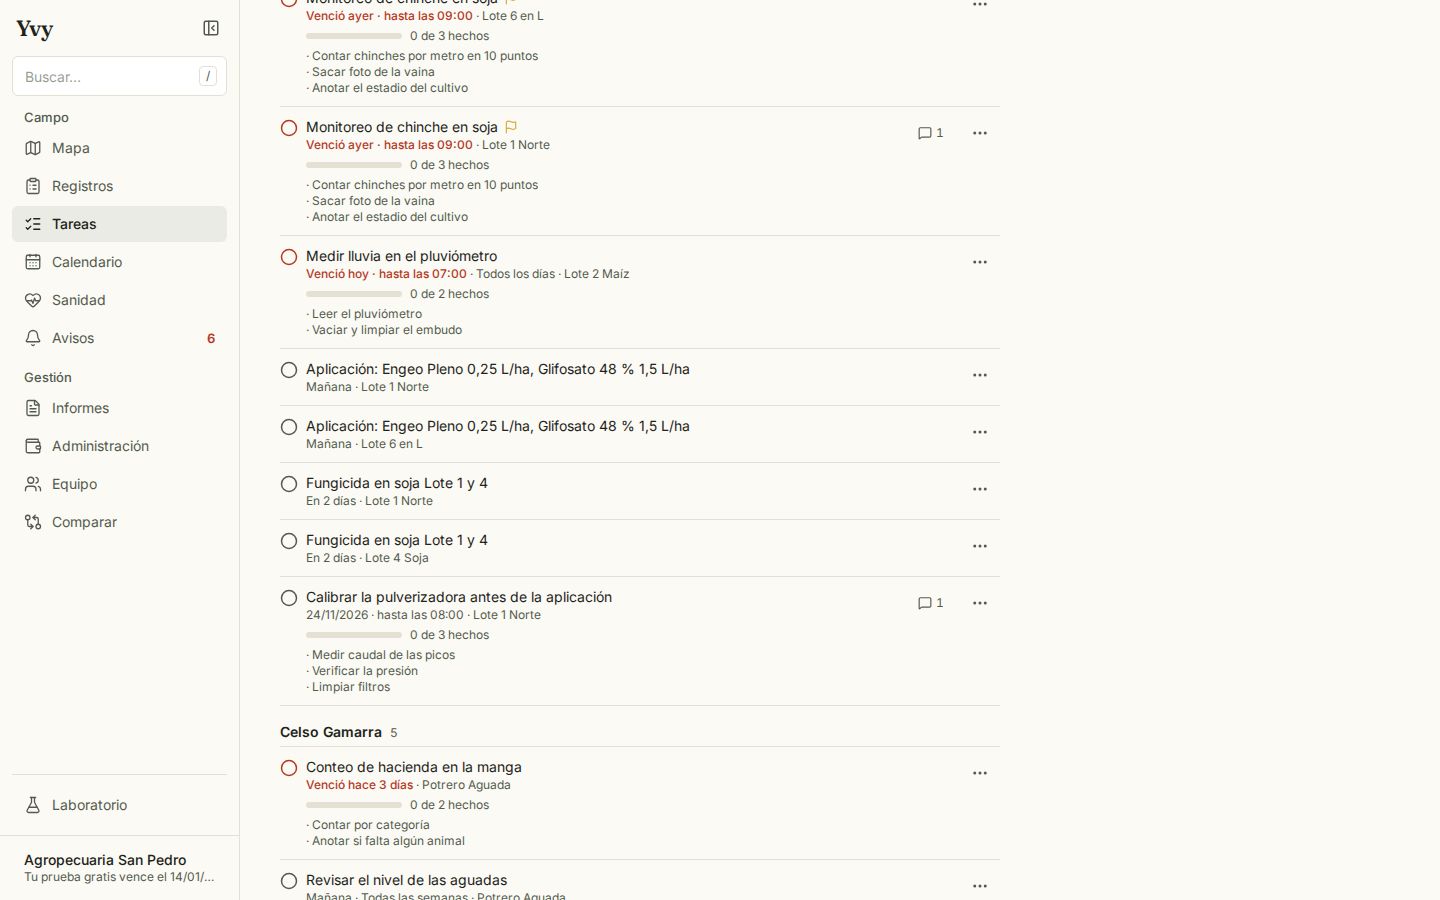 Yvy
Buscar...
/
Campo
Mapa
Registros
Tareas
Calendario
Sanidad
Avisos
6
Gestión
Informes
Administración
Equipo
Comparar
Laboratorio
Agropecuaria San Pedro
Tu prueba gratis vence el 14/01/...
Monitoreo de chinche en soja
Venció ayer · hasta las 09:00 · Lote 6 en L
0 de 3 hechos
· Contar chinches por metro en 10 puntos
· Sacar foto de la vaina
· Anotar el estadio del cultivo
Monitoreo de chinche en soja
1
Venció ayer · hasta las 09:00 · Lote 1 Norte
0 de 3 hechos
· Contar chinches por metro en 10 puntos
· Sacar foto de la vaina
· Anotar el estadio del cultivo
Medir lluvia en el pluviómetro
Venció hoy · hasta las 07:00 · Todos los días · Lote 2 Maíz
0 de 2 hechos
· Leer el pluviómetro
· Vaciar y limpiar el embudo
Aplicación: Engeo Pleno 0,25 L/ha, Glifosato 48 % 1,5 L/ha
Mañana · Lote 1 Norte
Aplicación: Engeo Pleno 0,25 L/ha, Glifosato 48 % 1,5 L/ha
Mañana · Lote 6 en L
Fungicida en soja Lote 1 y 4
En 2 días · Lote 1 Norte
Fungicida en soja Lote 1 y 4
En 2 días · Lote 4 Soja
Calibrar la pulverizadora antes de la aplicación
1
24/11/2026 · hasta las 08:00 · Lote 1 Norte
0 de 3 hechos
· Medir caudal de las picos
· Verificar la presión
· Limpiar filtros
Celso Gamarra 5
Conteo de hacienda en la manga
Venció hace 3 días · Potrero Aguada
0 de 2 hechos
· Contar por categoría
· Anotar si falta algún animal
Revisar el nivel de las aguadas
Mañana · Todas las semanas · Potrero Aguada